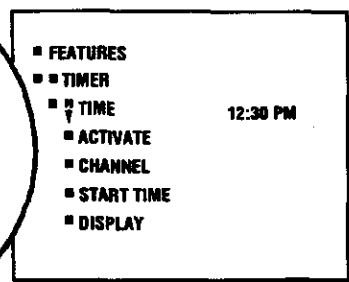 FEATURES
TIMER
TIME 12:30 PM
ACTIVATE
CHANNEL
START TIME
DISPLAY